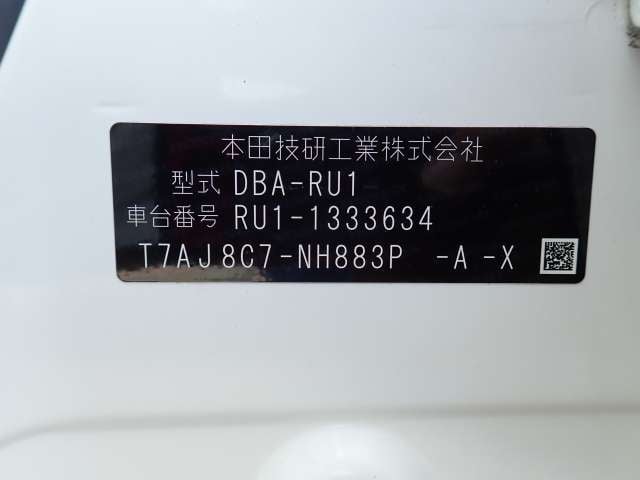 本田技研工業株式会社
型式 DBA-RU1
車台番号 RU1-1333634
T7AJ8C7-NH883P -A -X